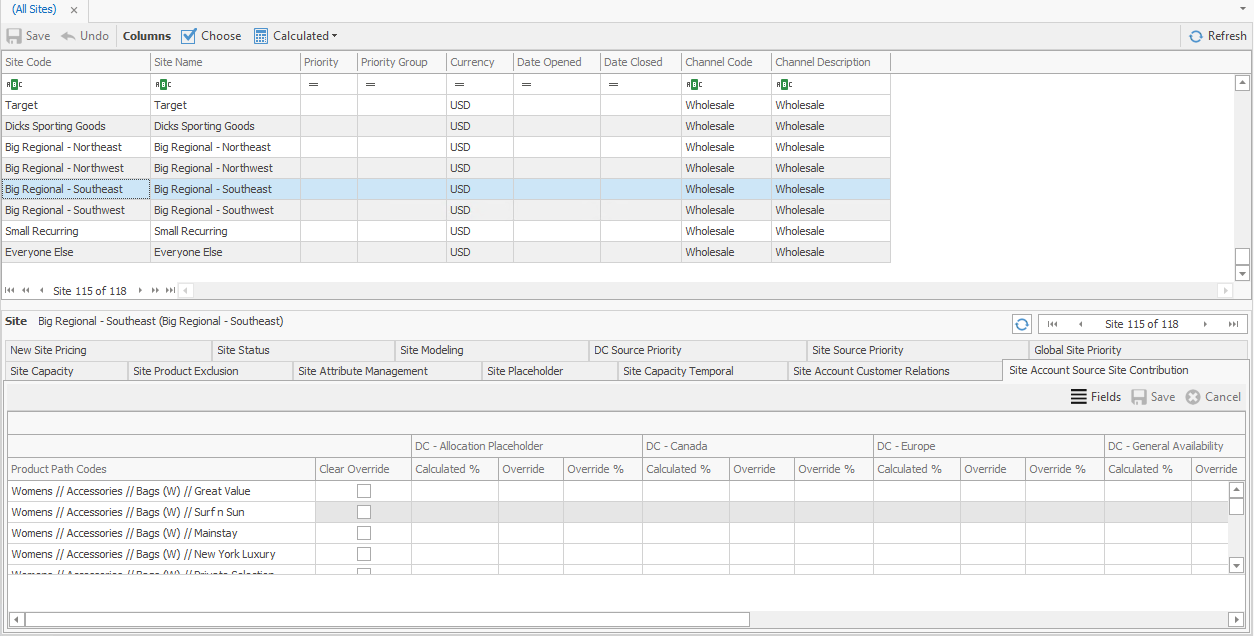 (All Sites) ×
Save Undo Columns Choose Calculated Refresh
Site Code Site Name Priority Priority Group Currency Date Opened Date Closed Channel Code Channel Description
ABC ABC = = = = = ABC ABC
Target Target USD Wholesale Wholesale
Dicks Sporting Goods Dicks Sporting Goods USD Wholesale Wholesale
Big Regional - Northeast Big Regional - Northeast USD Wholesale Wholesale
Big Regional - Northwest Big Regional - Northwest USD Wholesale Wholesale
Big Regional - Southeast Big Regional - Southeast USD Wholesale Wholesale
Big Regional - Southwest Big Regional - Southwest USD Wholesale Wholesale
Small Recurring Small Recurring USD Wholesale Wholesale
Everyone Else Everyone Else USD Wholesale Wholesale
Site 115 of 118
Site Big Regional - Southeast (Big Regional - Southeast) Site 115 of 118
New Site Pricing Site Status Site Modeling DC Source Priority Site Source Priority Global Site Priority
Site Capacity Site Product Exclusion Site Attribute Management Site Placeholder Site Capacity Temporal Site Account Customer Relations Site Account Source Site Contribution
Fields Save Cancel
DC - Allocation Placeholder DC - Canada DC - Europe DC - General Availability
Product Path Codes Clear Override Calculated % Override Override % Calculated % Override Override % Calculated % Override Override % Calculated % Override
Womens // Accessories // Bags (W) // Great Value
Womens // Accessories // Bags (W) // Surf n Sun
Womens // Accessories // Bags (W) // Mainstay
Womens // Accessories // Bags (W) // New York Luxury
Womens // Accessories // Bags (W) // Private Selection